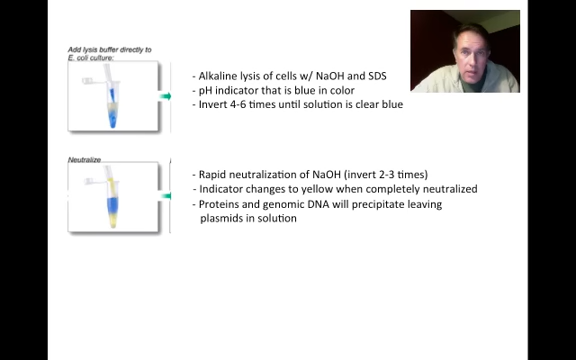 Add lysis buffer directly to
E. coli culture:
- Alkaline lysis of cells w/ NaOH and SDS
- pH indicator that is blue in color
- Invert 4-6 times until solution is clear blue
Neutralize
- Rapid neutralization of NaOH (invert 2-3 times)
- Indicator changes to yellow when completely neutralized
- Proteins and genomic DNA will precipitate leaving
plasmids in solution